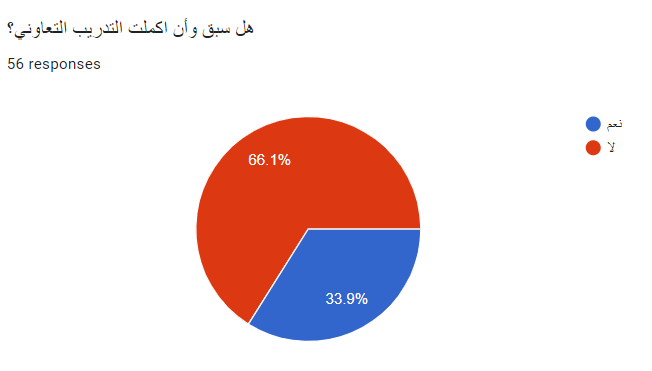 هل سبق وأن اكملت التدريب التعاوني؟
56 responses
نعم
لا
66.1%
33.9%